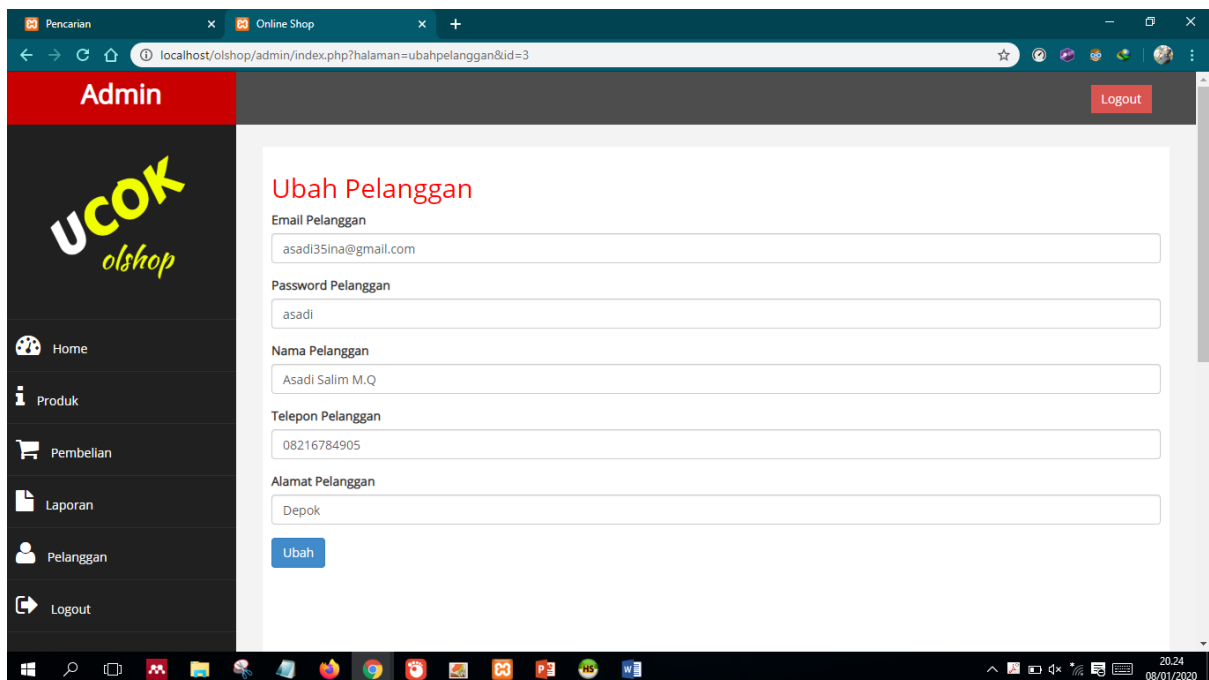 Pencarian
Online Shop
localhost/olshop/admin/index.php?halaman=ubahpelanggan&id=3
Admin
Logout
UCOK
olshop
Home
Produk
Pembelian
Laporan
Pelanggan
Logout
Ubah Pelanggan
Email Pelanggan
asadi35ina@gmail.com
Password Pelanggan
asadi
Nama Pelanggan
Asadi Salim M.Q
Telepon Pelanggan
08216784905
Alamat Pelanggan
Depok
Ubah
20.24
08/01/2020